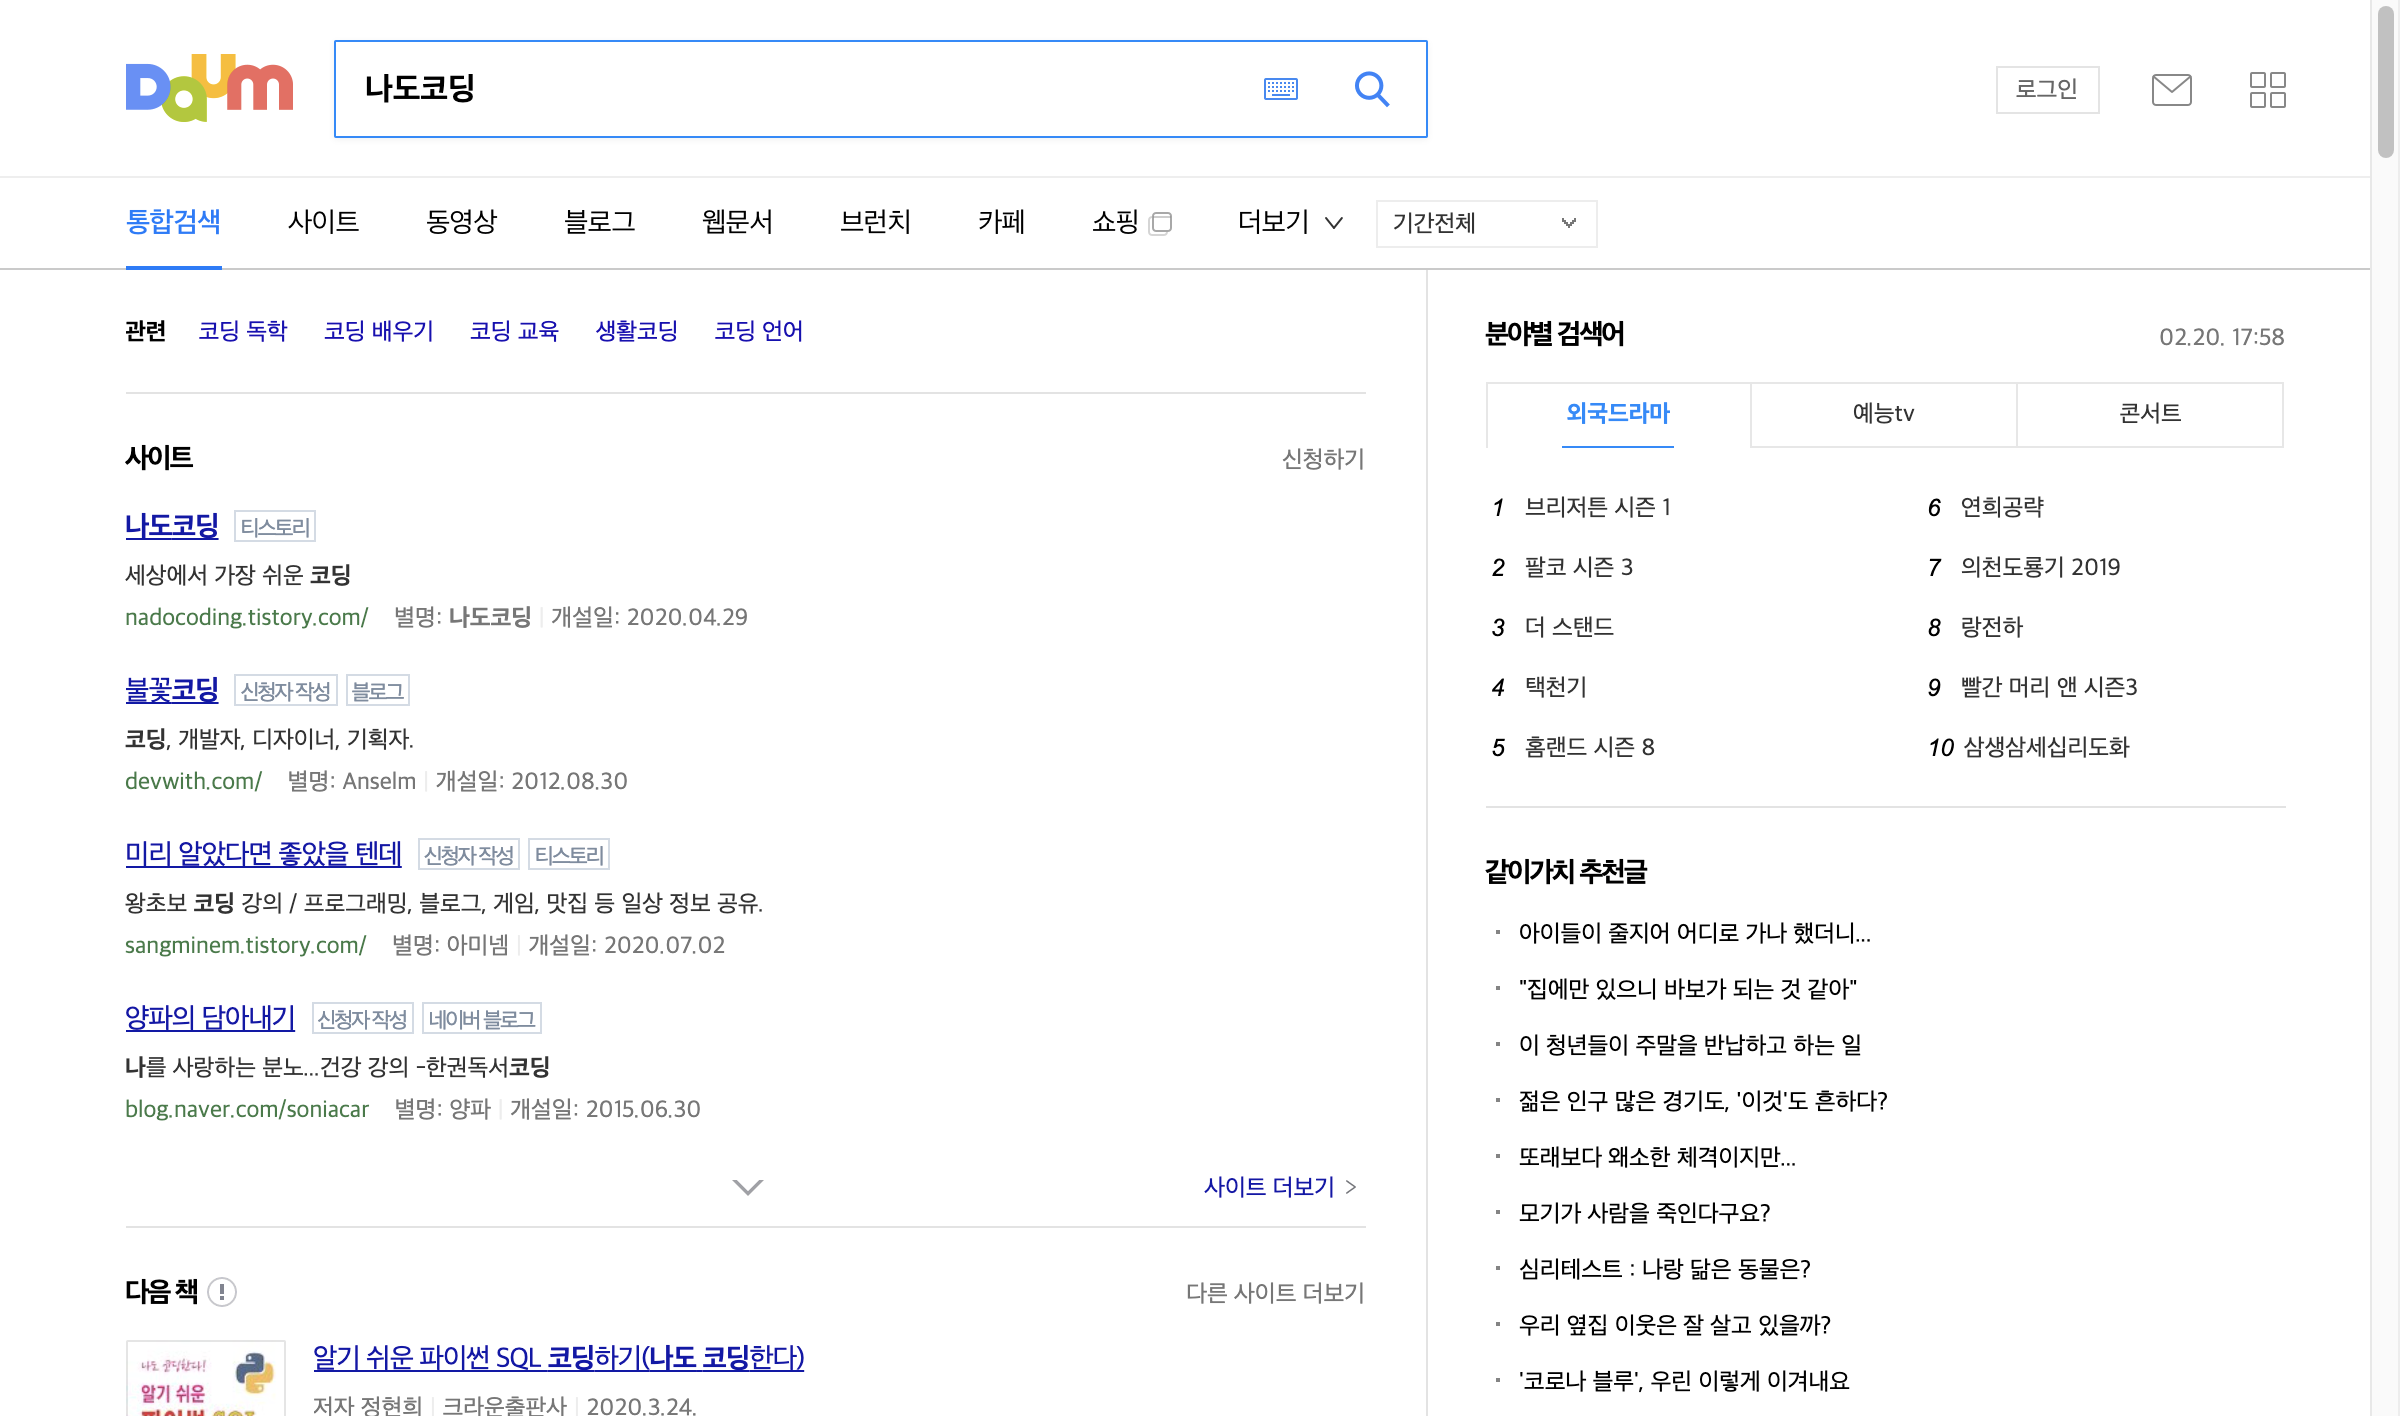 Daum
나도코딩
로그인
통합검색 사이트 동영상 블로그 웹문서 브런치 카페 쇼핑 더보기 기간전체
관련 코딩 독학 코딩 배우기 코딩 교육 생활코딩 코딩 언어
사이트 신청하기
나도코딩 티스토리
세상에서 가장 쉬운 코딩
nadocoding.tistory.com/ 별명: 나도코딩 개설일: 2020.04.29
불꽃코딩 신청자 작성 블로그
코딩, 개발자, 디자이너, 기획자.
devwith.com/ 별명: Anselm 개설일: 2012.08.30
미리 알았다면 좋았을 텐데 신청자 작성 티스토리
왕초보 코딩 강의 / 프로그래밍, 블로그, 게임, 맛집 등 일상 정보 공유.
sangminem.tistory.com/ 별명: 아미넴 개설일: 2020.07.02
양파의 담아내기 신청자 작성 네이버 블로그
나를 사랑하는 분노...건강 강의 -한권독서코딩
blog.naver.com/soniacar 별명: 양파 개설일: 2015.06.30
사이트 더보기 >
다음 책 다른 사이트 더보기
나도 코딩한다!
알기 쉬운
알기 쉬운 파이썬 SQL 코딩하기(나도 코딩한다)
저자 정현희 크라운출판사 2020.3.24.
분야별 검색어 02.20. 17:58
외국드라마 예능tv 콘서트
1 브리저튼 시즌 1
2 팔코 시즌 3
3 더 스탠드
4 택천기
5 홈랜드 시즌 8
6 연희공략
7 의천도룡기 2019
8 랑전하
9 빨간 머리 앤 시즌3
10 삼생삼세십리도화
같이가치 추천글
· 아이들이 줄지어 어디로 가나 했더니...
· "집에만 있으니 바보가 되는 것 같아"
· 이 청년들이 주말을 반납하고 하는 일
· 젊은 인구 많은 경기도, '이것'도 흔하다?
· 또래보다 왜소한 체격이지만...
· 모기가 사람을 죽인다구요?
· 심리테스트 : 나랑 닮은 동물은?
· 우리 옆집 이웃은 잘 살고 있을까?
· '코로나 블루', 우린 이렇게 이겨내요